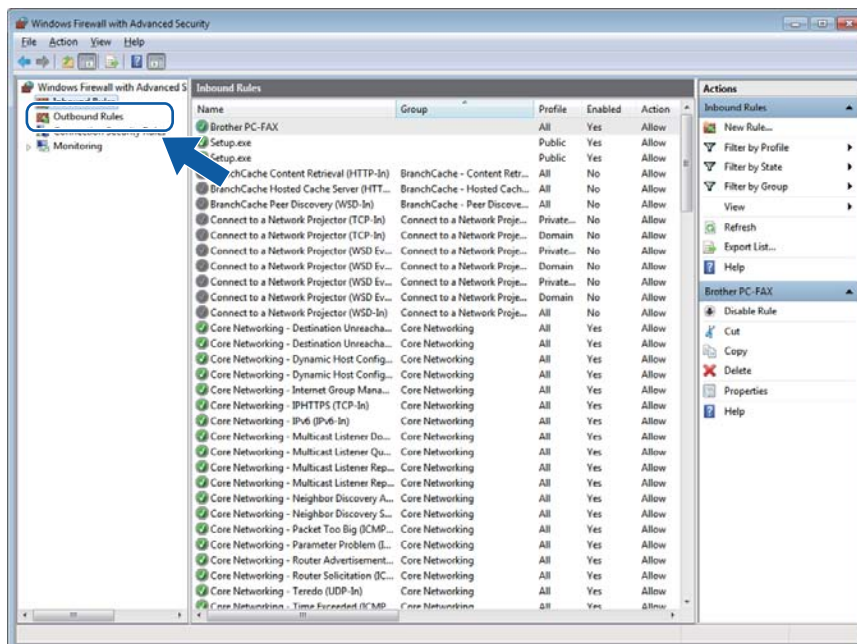 Windows Firewall with Advanced Security
File Action View Help
Windows Firewall with Advanced S
Outbound Rules
Monitoring
Inbound Rules
Name Group Profile Enabled Action
Brother PC-FAX All Yes Allow
Setup.exe Public Yes Allow
Setup.exe Public Yes Allow
BranchCache Content Retrieval (HTTP-In) BranchCache - Content Retr... All No Allow
BranchCache Hosted Cache Server (HTT... BranchCache - Hosted Cach... All No Allow
BranchCache Peer Discovery (WSD-In) BranchCache - Peer Discove... All No Allow
Connect to a Network Projector (TCP-In) Connect to a Network Proje... Private... No Allow
Connect to a Network Projector (TCP-In) Connect to a Network Proje... Domain No Allow
Connect to a Network Projector (WSD Ev... Connect to a Network Proje... Private... No Allow
Connect to a Network Projector (WSD Ev... Connect to a Network Proje... Domain No Allow
Connect to a Network Projector (WSD Ev... Connect to a Network Proje... Private... No Allow
Connect to a Network Projector (WSD Ev... Connect to a Network Proje... Domain No Allow
Connect to a Network Projector (WSD-In) Connect to a Network Proje... All No Allow
Core Networking - Destination Unreacha... Core Networking All Yes Allow
Core Networking - Destination Unreacha... Core Networking All Yes Allow
Core Networking - Dynamic Host Config... Core Networking All Yes Allow
Core Networking - Internet Group Mana... Core Networking All Yes Allow
Core Networking - IPHTTPS (TCP-In) Core Networking All Yes Allow
Core Networking - IPv6 (IPv6-In) Core Networking All Yes Allow
Core Networking - Multicast Listener Do... Core Networking All Yes Allow
Core Networking - Multicast Listener Qu... Core Networking All Yes Allow
Core Networking - Multicast Listener Rep... Core Networking All Yes Allow
Core Networking - Multicast Listener Rep... Core Networking All Yes Allow
Core Networking - Neighbor Discovery A... Core Networking All Yes Allow
Core Networking - Neighbor Discovery S... Core Networking All Yes Allow
Core Networking - Packet Too Big (ICMP... Core Networking All Yes Allow
Core Networking - Parameter Problem (I... Core Networking All Yes Allow
Core Networking - Router Advertisement... Core Networking All Yes Allow
Core Networking - Router Solicitation (IC... Core Networking All Yes Allow
Core Networking - Teredo (UDP-In) Core Networking All Yes Allow
Core Networking - Time Exceeded (ICMP... Core Networking All Yes Allow
Actions
Inbound Rules
New Rule...
Filter by Profile
Filter by State
Filter by Group
View
Refresh
Export List...
Help
Brother PC-FAX
Disable Rule
Cut
Copy
Delete
Properties
Help